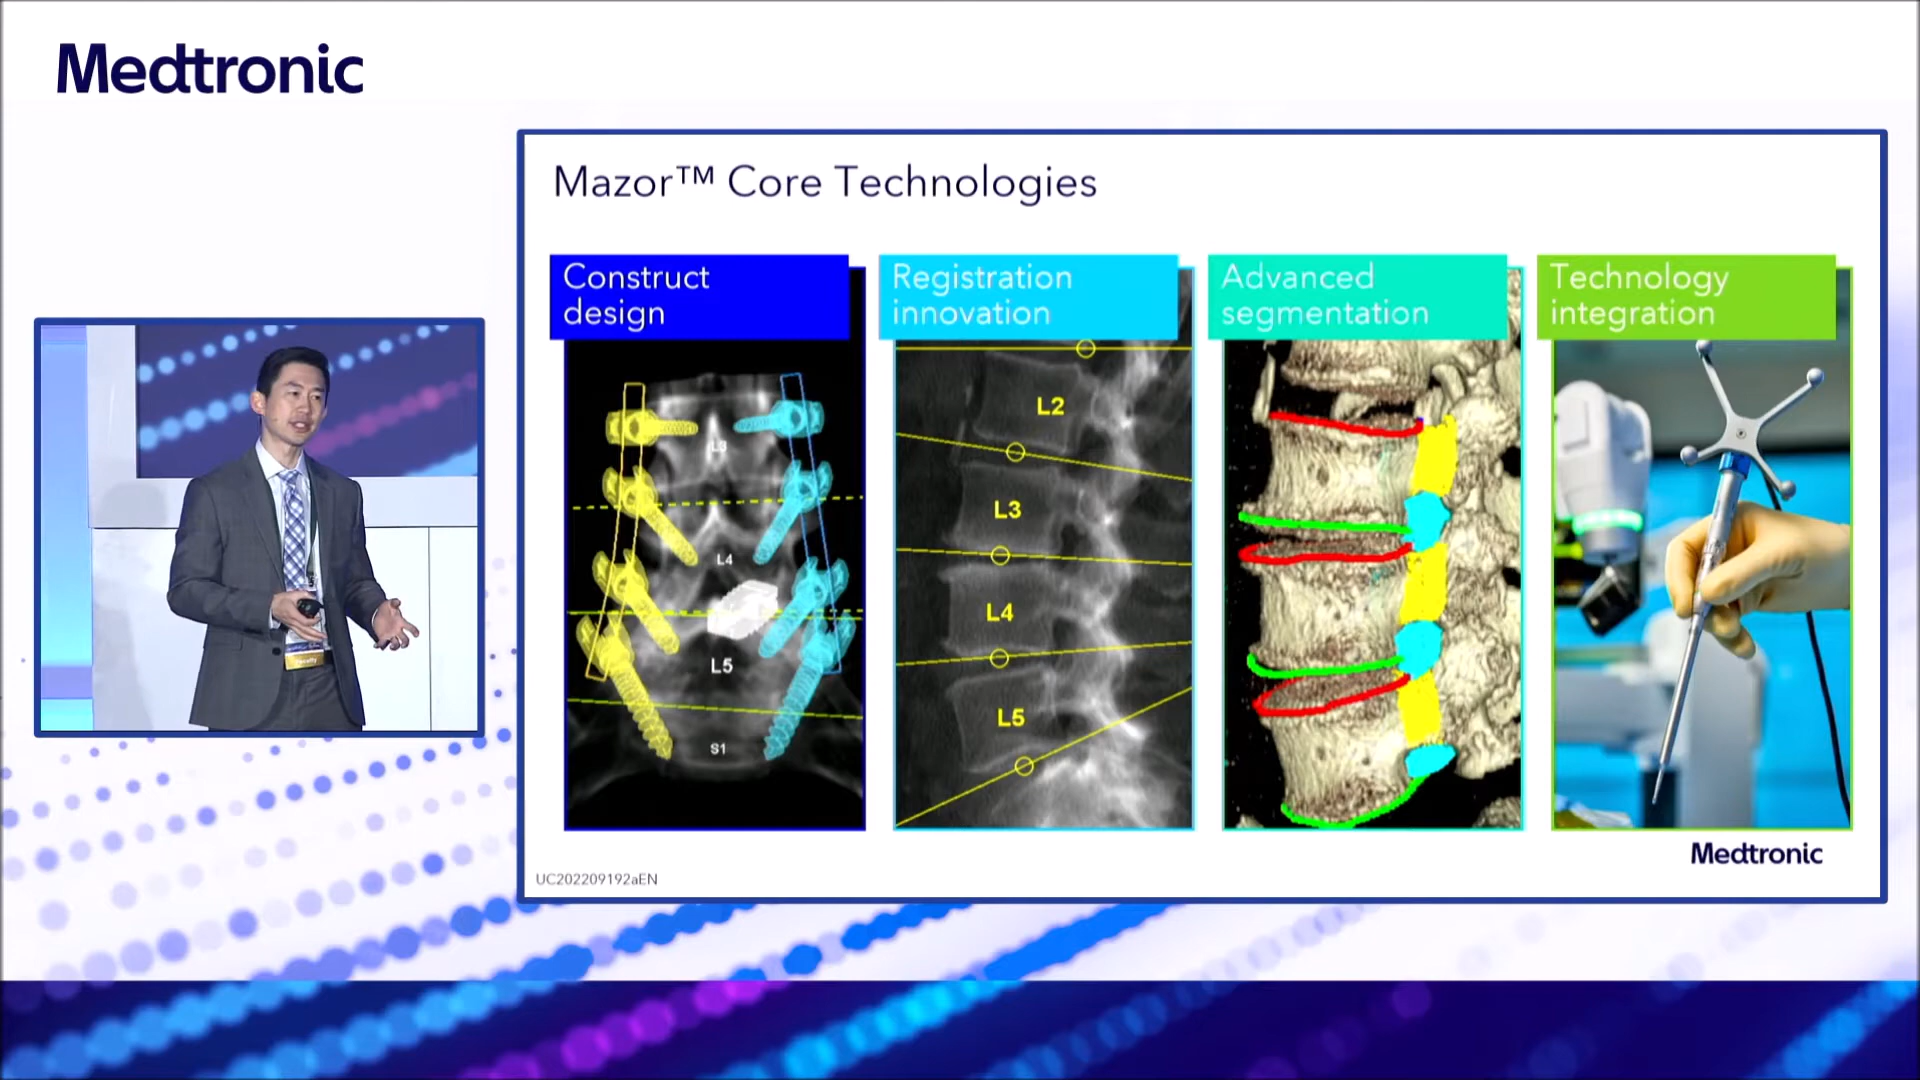 Medtronic
Mazor™ Core Technologies
Construct
design
Registration
innovation
Advanced
segmentation
Technology
integration
L3
L4
L5
S1
L2
L3
L4
L5
Medtronic
UC202209192aEN